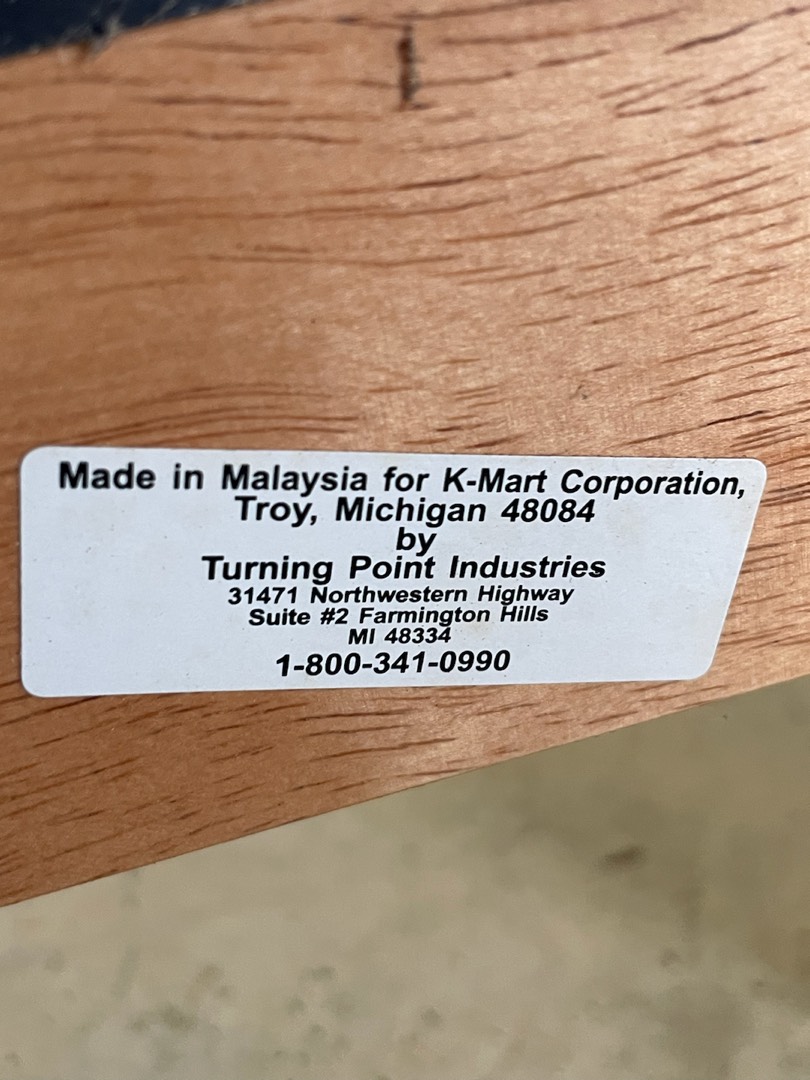 Made in Malaysia for K-Mart Corporation,
Troy, Michigan 48084
by
Turning Point Industries
31471 Northwestern Highway
Suite #2 Farmington Hills
MI 48334
1-800-341-0990